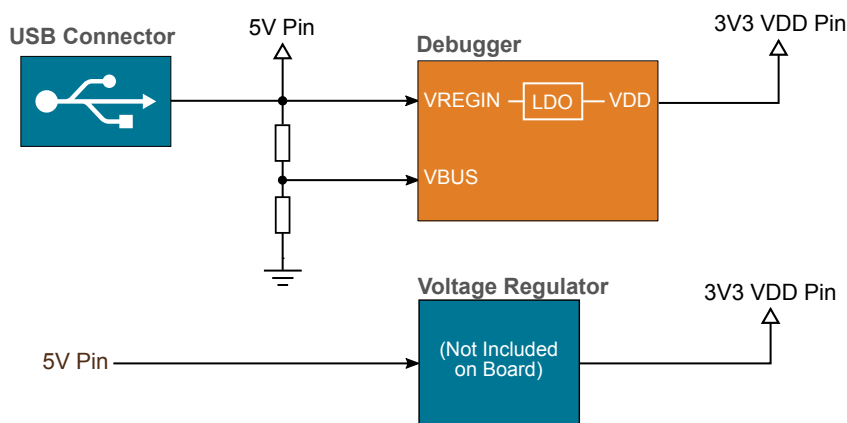 5V Pin
3V3 VDD Pin
USB Connector
Debugger
VREGIN
LDO
VDD
VBUS
Voltage Regulator
3V3 VDD Pin
(Not Included
on Board)
5V Pin